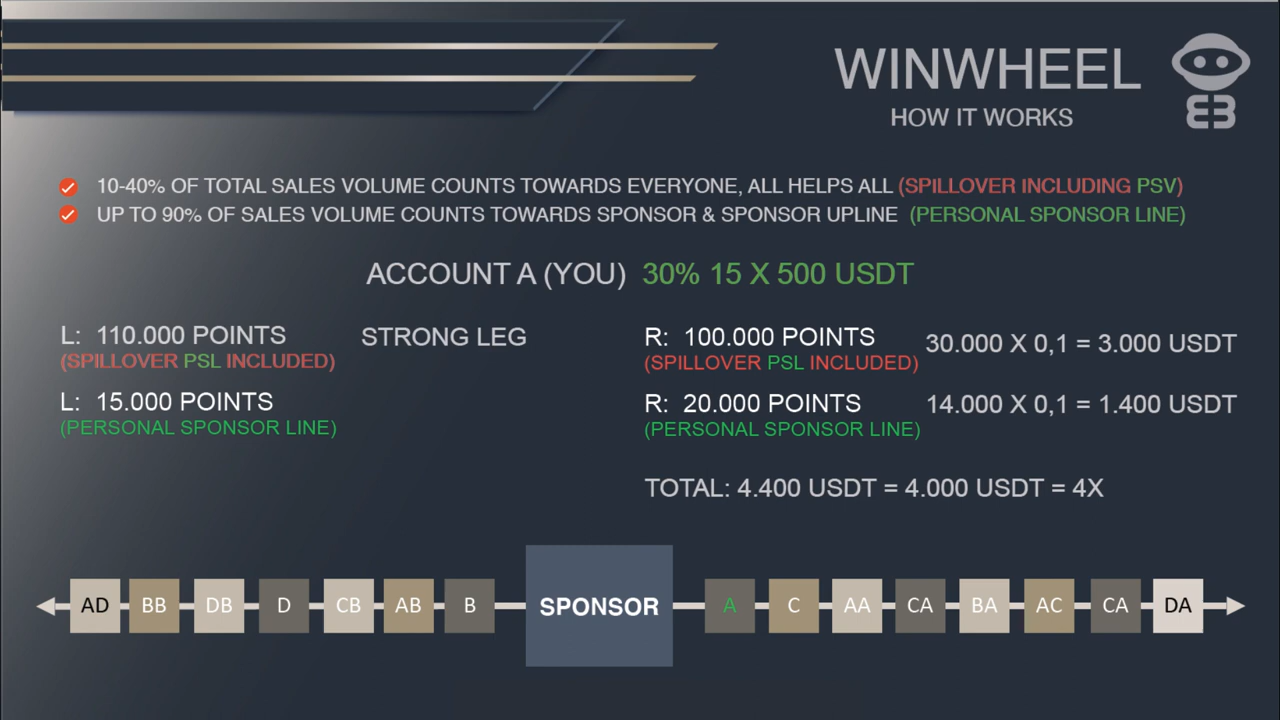 WINWHEEL
HOW IT WORKS
10-40% OF TOTAL SALES VOLUME COUNTS TOWARDS EVERYONE, ALL HELPS ALL (SPILLOVER INCLUDING PSV)
UP TO 90% OF SALES VOLUME COUNTS TOWARDS SPONSOR & SPONSOR UPLINE (PERSONAL SPONSOR LINE)
ACCOUNT A (YOU) 30% 15 X 500 USDT
L: 110.000 POINTS STRONG LEG R: 100.000 POINTS 30.000 X 0,1 = 3.000 USDT
(SPILLOVER PSL INCLUDED) (SPILLOVER PSL INCLUDED)
L: 15.000 POINTS R: 20.000 POINTS 14.000 X 0,1 = 1.400 USDT
(PERSONAL SPONSOR LINE) (PERSONAL SPONSOR LINE)
TOTAL: 4.400 USDT = 4.000 USDT = 4X
AD BB DB D CB AB B SPONSOR A C AA CA BA AC CA DA